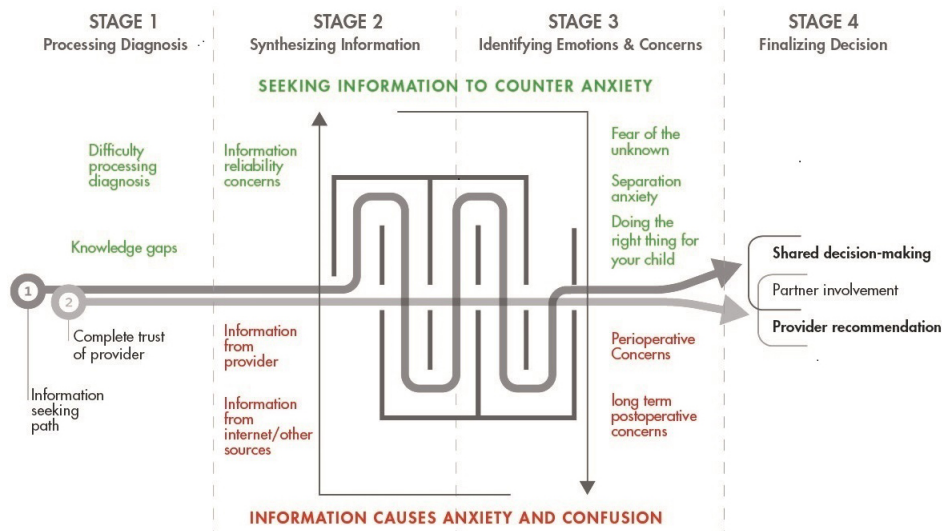 STAGE 1
Processing Diagnosis
STAGE 2
Synthesizing Information
STAGE 3
Identifying Emotions & Concerns
STAGE 4
Finalizing Decision
SEEKING INFORMATION TO COUNTER ANXIETY
Difficulty
processing
diagnosis
Knowledge gaps
1
2
Complete trust
of provider
Information
seeking
path
Information
reliability
concerns
Information
from
provider
Information
from
internet/other
sources
Fear of the
unknown
Separation
anxiety
Doing the
right thing for
your child
Perioperative
Concerns
long term
postoperative
concerns
Shared decision-making
Partner involvement
Provider recommendation
INFORMATION CAUSES ANXIETY AND CONFUSION